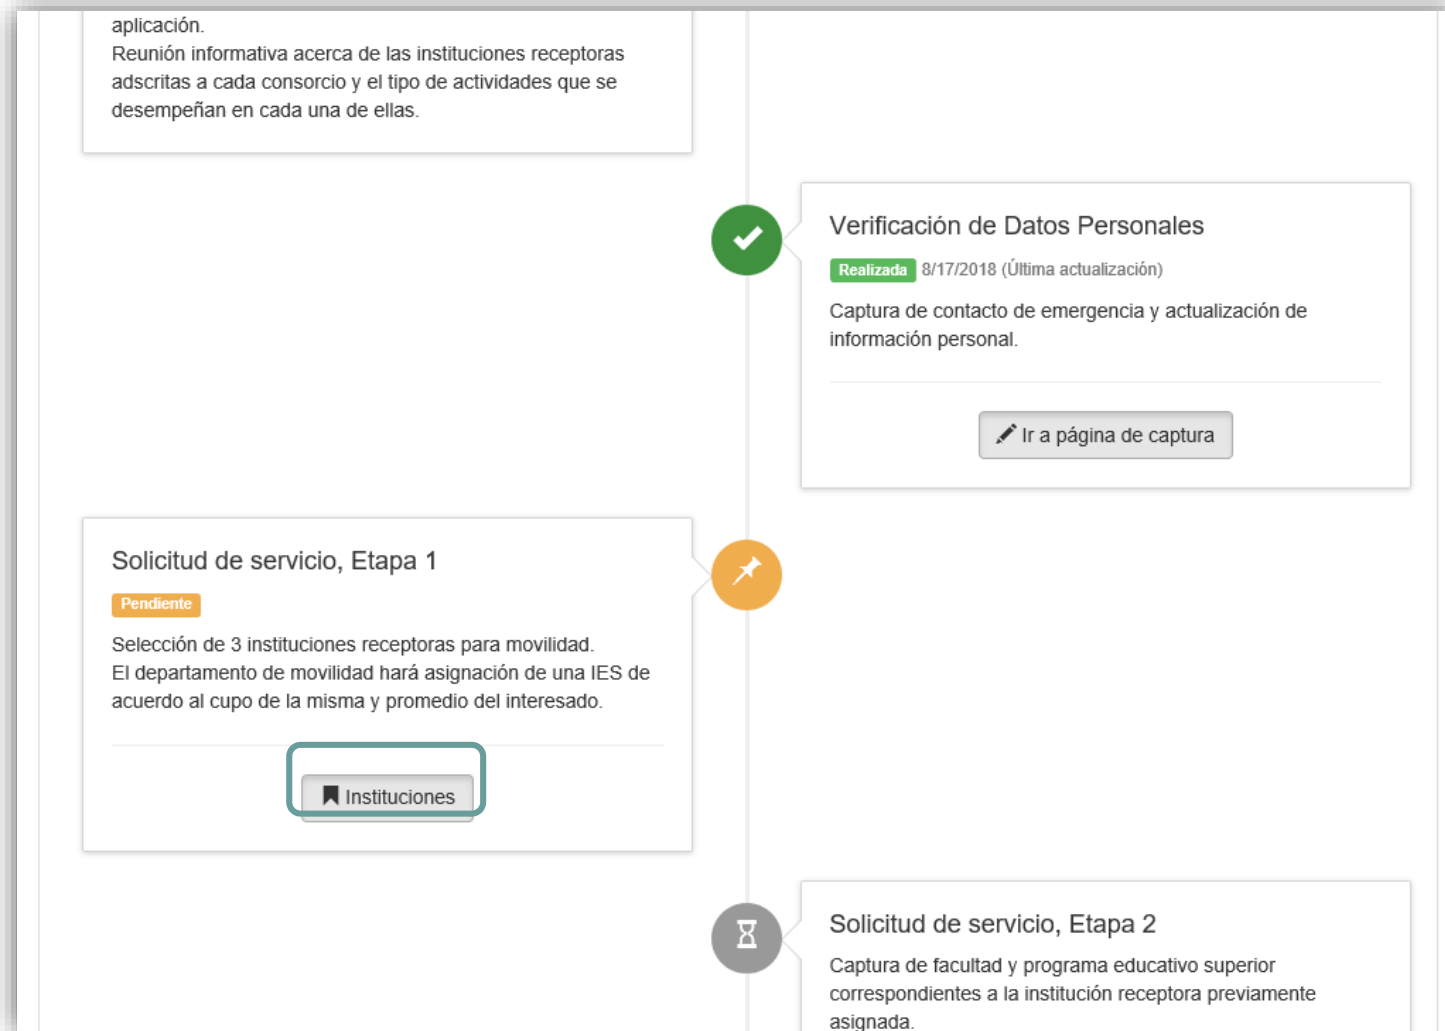 aplicación.
Reunión informativa acerca de las instituciones receptoras
adscritas a cada consorcio y el tipo de actividades que se
desempeñan en cada una de ellas.
Verificación de Datos Personales
Realizada 8/17/2018 (Última actualización)
Captura de contacto de emergencia y actualización de
información personal.
Ir a página de captura
Solicitud de servicio, Etapa 1
Pendiente
Selección de 3 instituciones receptoras para movilidad.
El departamento de movilidad hará asignación de una IES de
acuerdo al cupo de la misma y promedio del interesado.
Instituciones
Solicitud de servicio, Etapa 2
Captura de facultad y programa educativo superior
correspondientes a la institución receptora previamente
asignada.